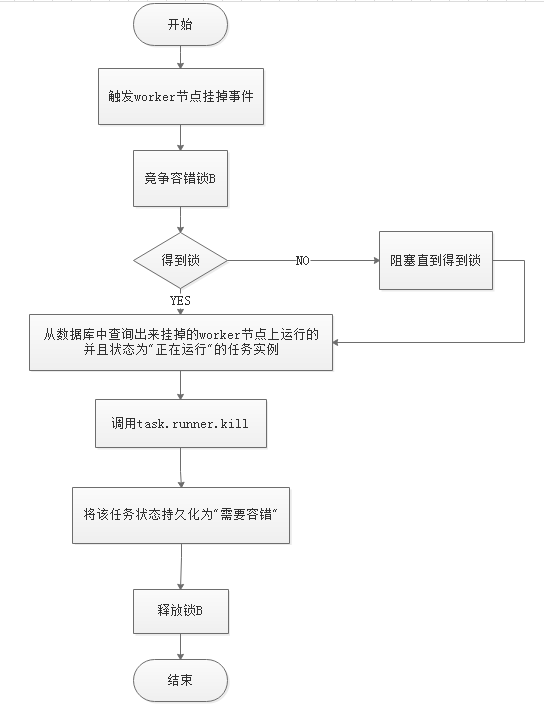 开始
触发worker节点挂掉事件
竟争容错锁B
得到锁
NO
阻塞直到得到锁
YES
从数据库中查询出来挂掉的worker节点上运行的
并且状态为"正在运行"的任务实例
调用task.runner.kill
将该任务状态持久化为"需要容错"
释放锁B
结束